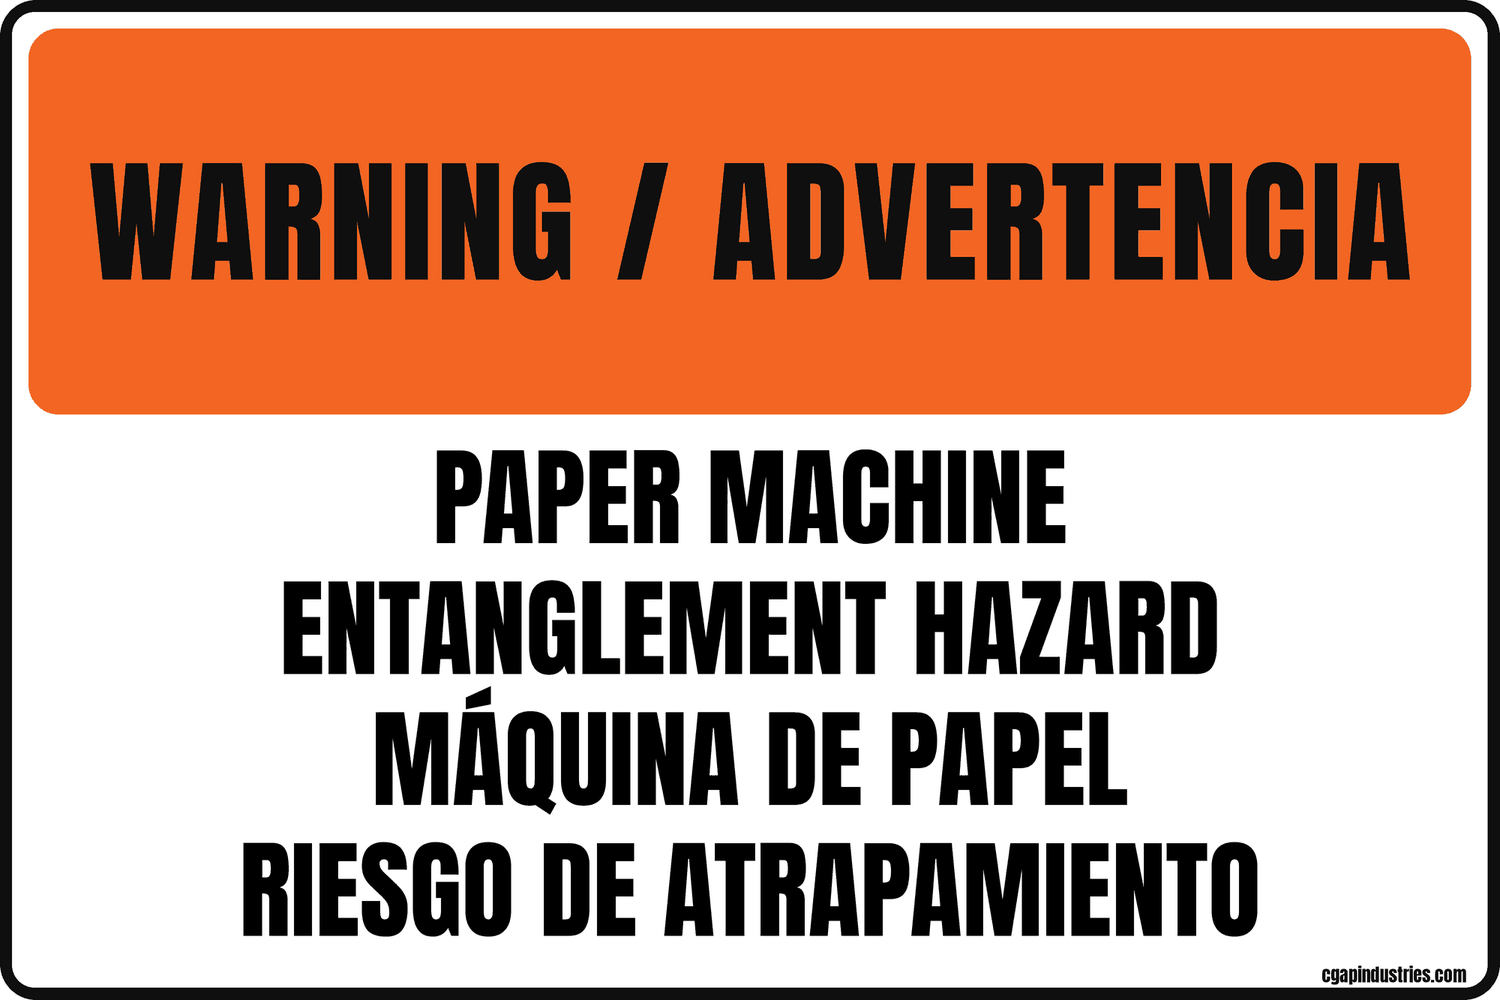 WARNING / ADVERTENCIA
PAPER MACHINE
ENTANGLEMENT HAZARD
MÁQUINA DE PAPEL
RIESGO DE ATRAPAMIENTO
cgapindustries.com